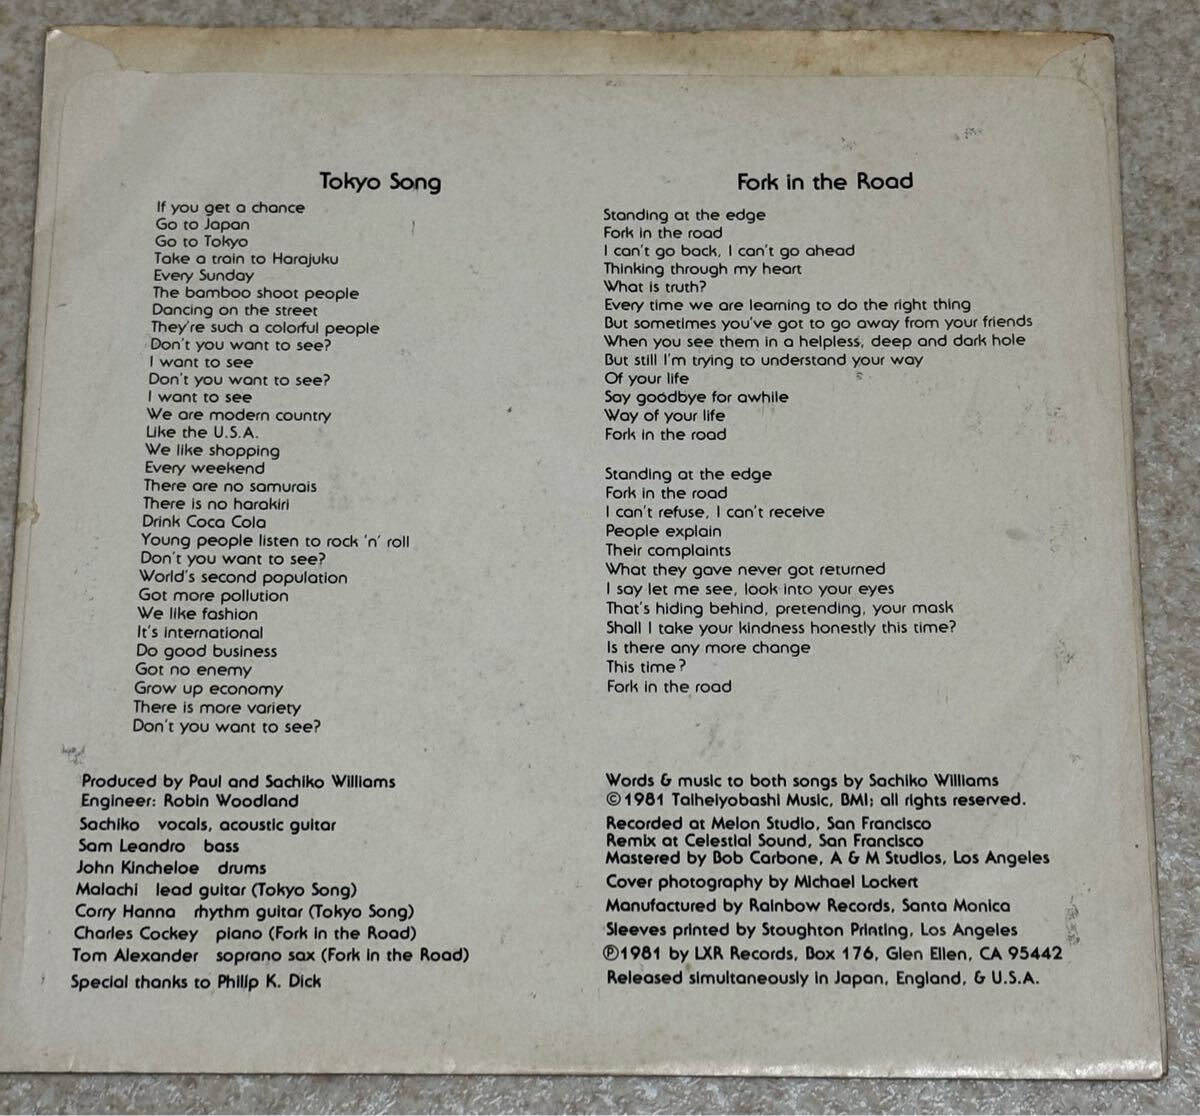 Tokyo Song
If you get a chance
Go to Japan
Go to Tokyo
Take a train to Harajuku
Every Sunday
The bamboo shoot people
Dancing on the street
They're such a colorful people
Don't you want to see?
I want to see
Don't you want to see?
I want to see
We are modern country
Like the U.S.A.
We like shopping
Every weekend
There are no samurais
There is no harakiri
Drink Coca Cola
Young people listen to rock 'n' roll
Don't you want to see?
World's second population
Got more pollution
We like fashion
It's international
Do good business
Got no enemy
Grow up economy
There is more variety
Don't you want to see?
Fork in the Road
Standing at the edge
Fork in the road
I can't go back, I can't go ahead
Thinking through my heart
What is truth?
Every time we are learning to do the right thing
But sometimes you've got to go away from your friends
When you see them in a helpless, deep and dark hole
But still I'm trying to understand your way
Of your life
Say goodbye for awhile
Way of your life
Fork in the road
Standing at the edge
Fork in the road
I can't refuse, I can't receive
People explain
Their complaints
What they gave never got returned
I say let me see, look into your eyes
That's hiding behind, pretending, your mask
Shall I take your kindness honestly this time?
Is there any more change
This time?
Fork in the road
Produced by Paul and Sachiko Williams
Engineer: Robin Woodland
Sachiko vocals, acoustic guitar
Sam Leandro bass
John Kincheloe drums
Malachi lead guitar (Tokyo Song)
Corry Hanna rhythm guitar (Tokyo Song)
Charles Cockey piano (Fork in the Road)
Tom Alexander soprano sax (Fork in the Road)
Special thanks to Philip K. Dick
Words & music to both songs by Sachiko Williams
©1981 Taiheiyobashi Music, BMI; all rights reserved.
Recorded at Melon Studio, San Francisco
Remix at Celestial Sound, San Francisco
Mastered by Bob Carbone, A & M Studios, Los Angeles
Cover photography by Michael Lockert
Manufactured by Rainbow Records, Santa Monica
Sleeves printed by Stoughton Printing, Los Angeles
℗1981 by LXR Records, Box 176, Glen Ellen, CA 95442
Released simultaneously in Japan, England, & U.S.A.